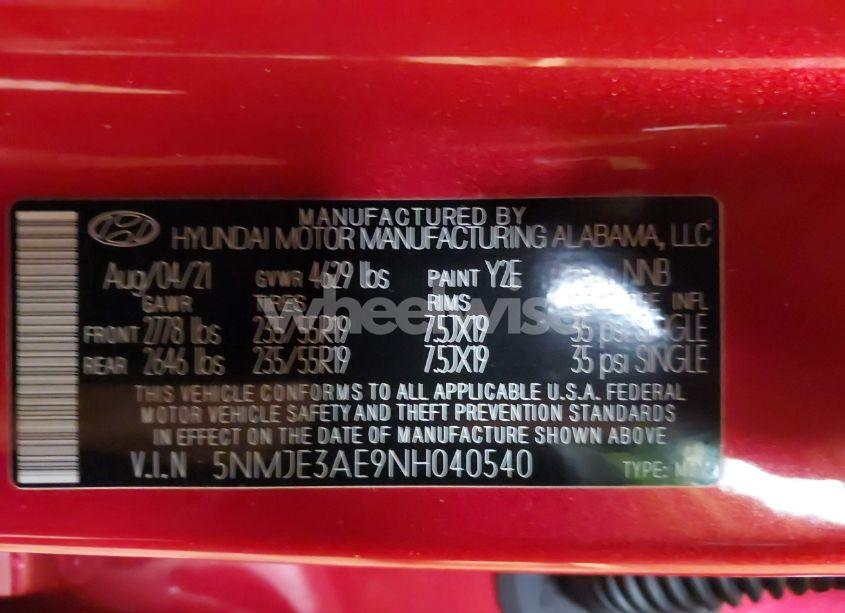 MANUFACTURED BY
HYUNDAI MOTOR MANUFACTURING ALABAMA, LLC
Aug/04/21 GVWR 4629 lbs PAINT Y2E NNB
GAWR TIRES RIMS INFL
FRONT 2778 lbs 235/55R19 7.5JX19 35 psi SINGLE
REAR 2646 lbs 235/55R19 7.5JX19 35 psi SINGLE
THIS VEHICLE CONFORMS TO ALL APPLICABLE U.S.A. FEDERAL
MOTOR VEHICLE SAFETY AND THEFT PREVENTION STANDARDS
IN EFFECT ON THE DATE OF MANUFACTURE SHOWN ABOVE
V.I.N 5NMJE3AE9NH040540 TYPE: